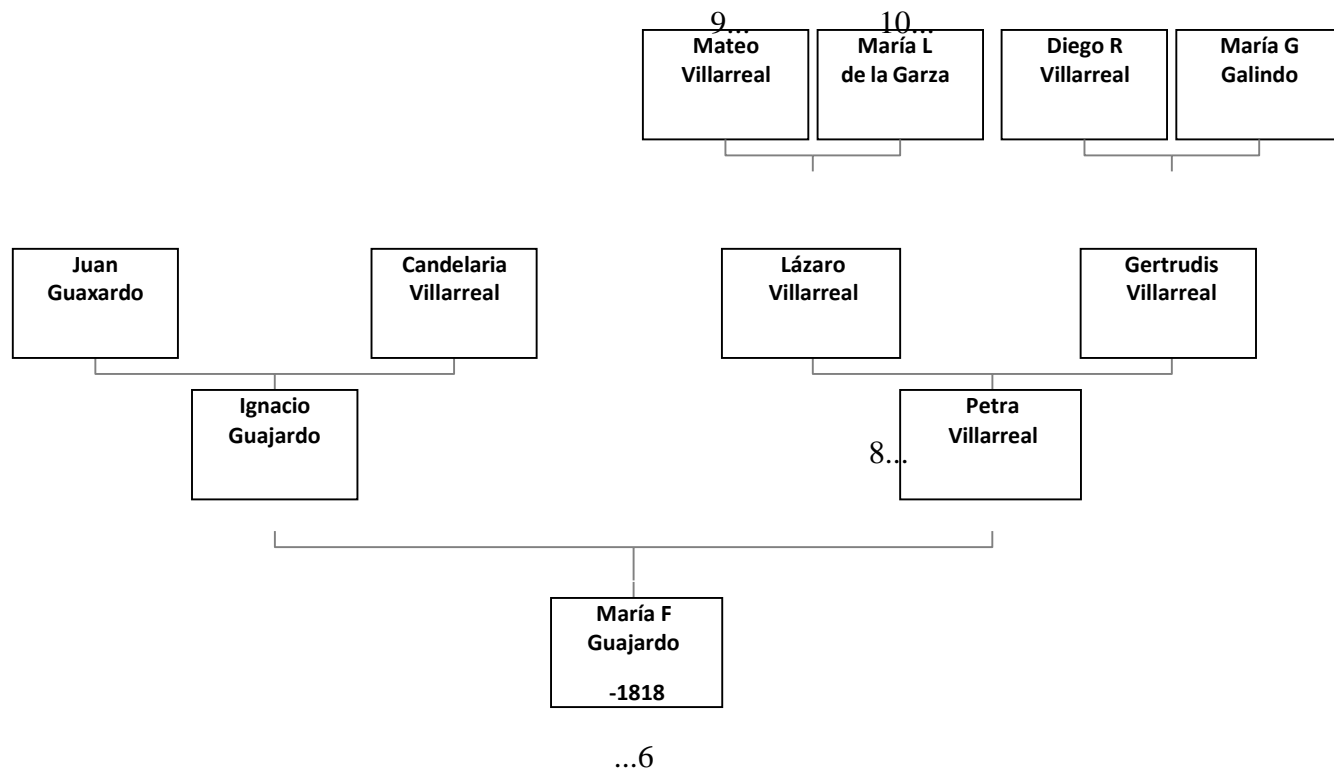 9...
10...
Mateo
Villarreal
María L
de la Garza
Diego R
Villarreal
María G
Galindo
Juan
Guaxardo
Candelaria
Villarreal
Lázaro
Villarreal
Gertrudis
Villarreal
Ignacio
Guajardo
Petra
Villarreal
8...
María F
Guajardo
-1818
...6